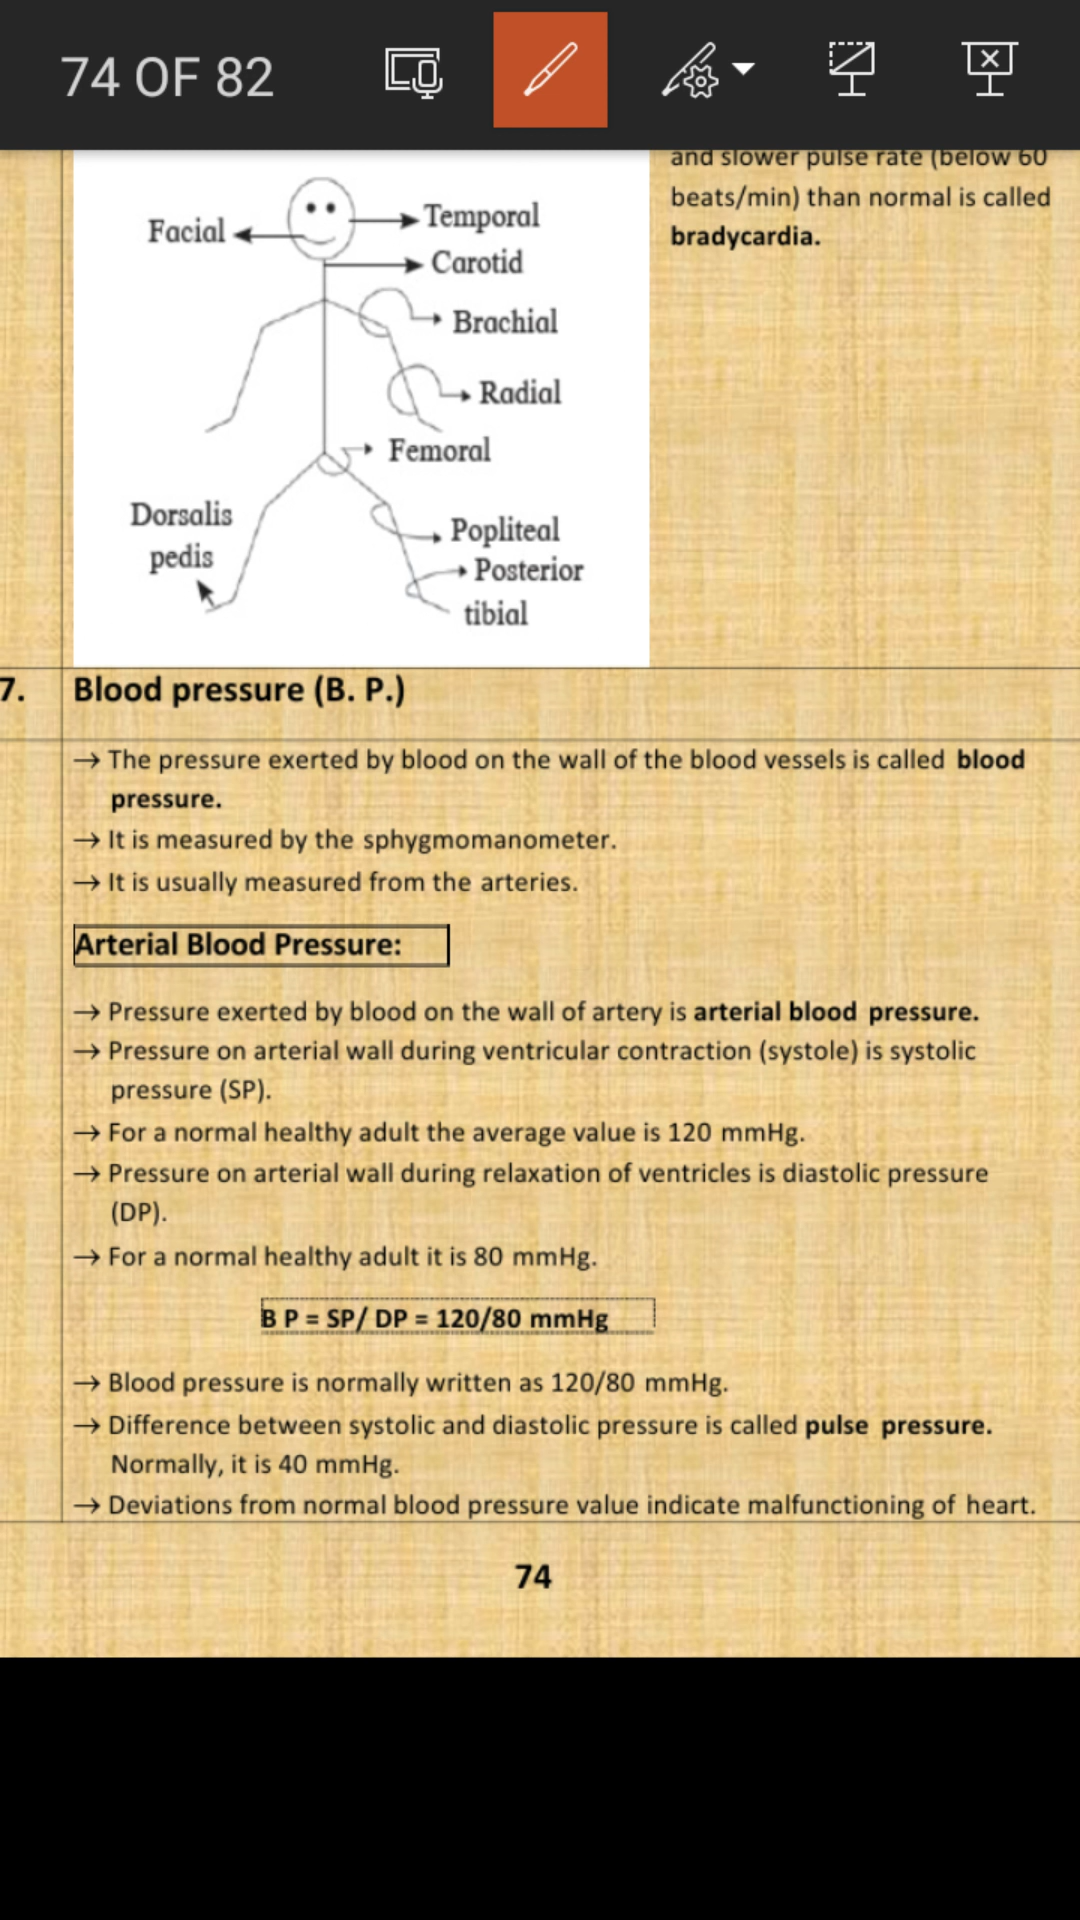 74 OF 82
and slower pulse rate (below 60
beats/min) than normal is called
bradycardia.
Facial
Temporal
Carotid
Brachial
Radial
Femoral
Dorsalis
pedis
Popliteal
Posterior
tibial
7. Blood pressure (B. P.)
→ The pressure exerted by blood on the wall of the blood vessels is called blood
pressure.
→ It is measured by the sphygmomanometer.
→ It is usually measured from the arteries.
Arterial Blood Pressure:
→ Pressure exerted by blood on the wall of artery is arterial blood pressure.
→ Pressure on arterial wall during ventricular contraction (systole) is systolic
pressure (SP).
→ For a normal healthy adult the average value is 120 mmHg.
→ Pressure on arterial wall during relaxation of ventricles is diastolic pressure
(DP).
→ For a normal healthy adult it is 80 mmHg.
B P = SP/ DP = 120/80 mmHg
→ Blood pressure is normally written as 120/80 mmHg.
→ Difference between systolic and diastolic pressure is called pulse pressure.
Normally, it is 40 mmHg.
→ Deviations from normal blood pressure value indicate malfunctioning of heart.
74